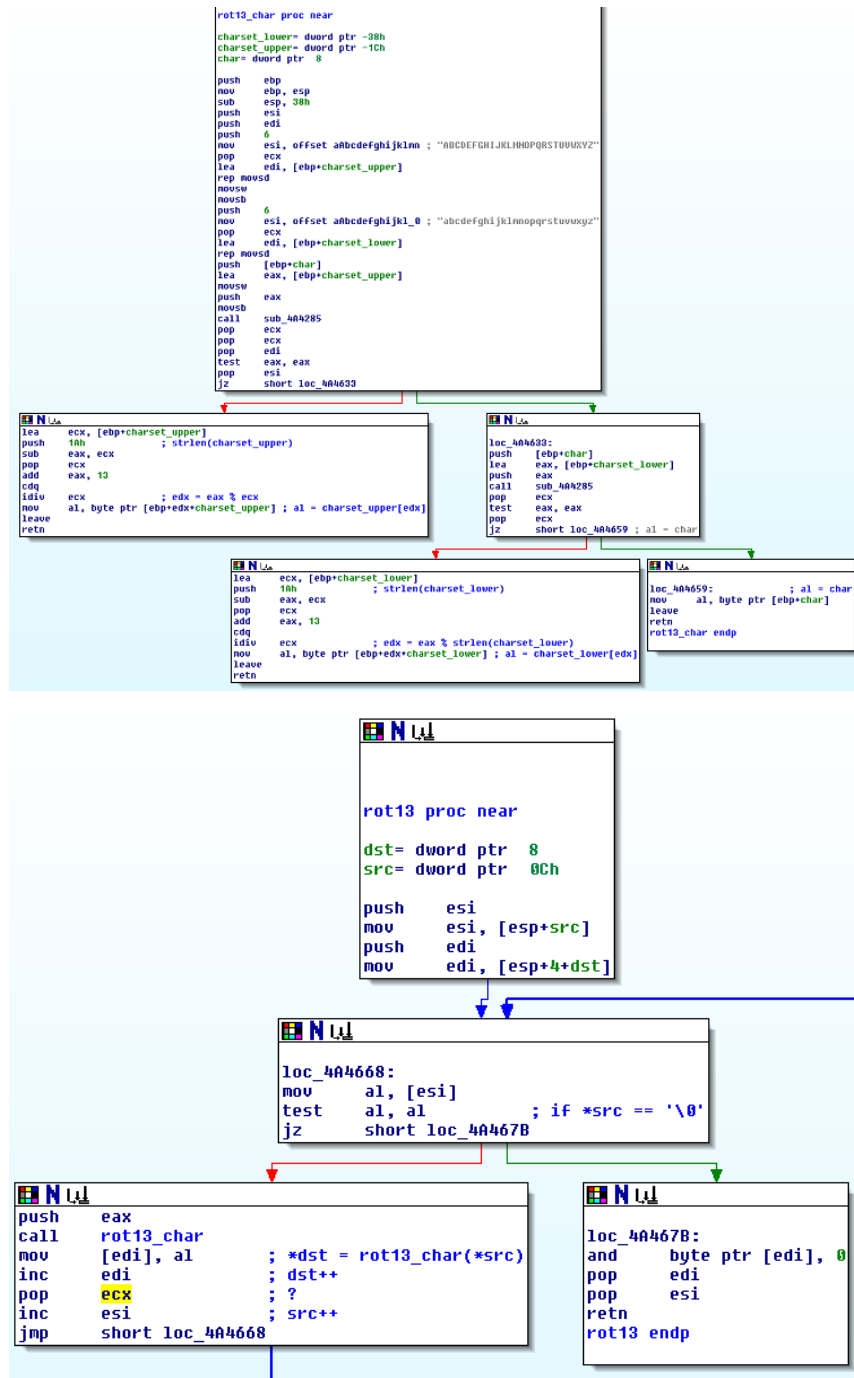 rot13_char proc near
charset_lower= dword ptr -38h
charset_upper= dword ptr -1Ch
char= dword ptr  8
push    ebp
mov     ebp, esp
sub     esp, 38h
push    esi
push    edi
push    6
mov     esi, offset aAbcdefghijklmn ; "ABCDEFGHIJKLMNOPQRSTUVWXYZ"
pop     ecx
lea     edi, [ebp+charset_upper]
rep movsd
movsw
movsb
push    6
mov     esi, offset aAbcdefghijkl_0 ; "abcdefghijklmnopqrstuvwxyz"
pop     ecx
lea     edi, [ebp+charset_lower]
rep movsd
push    [ebp+char]
lea     eax, [ebp+charset_upper]
movsw
push    eax
movsb
call    sub_4A4285
pop     ecx
pop     ecx
pop     edi
test    eax, eax
pop     esi
jz      short loc_4A4633
lea     ecx, [ebp+charset_upper]
push    1Ah             ; strlen(charset_upper)
sub     eax, ecx
pop     ecx
add     eax, 13
cdq
idiv    ecx             ; edx = eax % ecx
mov     al, byte ptr [ebp+edx+charset_upper] ; al = charset_upper[edx]
leave
retn
loc_4A4633:
push    [ebp+char]
lea     eax, [ebp+charset_lower]
push    eax
call    sub_4A4285
pop     ecx
test    eax, eax
pop     ecx
jz      short loc_4A4659 ; al = char
lea     ecx, [ebp+charset_lower]
push    1Ah             ; strlen(charset_lower)
sub     eax, ecx
pop     ecx
add     eax, 13
cdq
idiv    ecx             ; edx = eax % strlen(charset_lower)
mov     al, byte ptr [ebp+edx+charset_lower] ; al = charset_lower[edx]
leave
retn
loc_4A4659:             ; al = char
mov     al, byte ptr [ebp+char]
leave
retn
rot13_char endp
rot13 proc near
dst= dword ptr  8
src= dword ptr  0Ch
push    esi
mov     esi, [esp+src]
push    edi
mov     edi, [esp+4+dst]
loc_4A4668:
mov     al, [esi]
test    al, al          ; if *src == '\0'
jz      short loc_4A467B
push    eax
call    rot13_char
mov     [edi], al       ; *dst = rot13_char(*src)
inc     edi             ; dst++
pop     ecx             ; ?
inc     esi             ; src++
jmp     short loc_4A4668
loc_4A467B:
and     byte ptr [edi], 0
pop     edi
pop     esi
retn
rot13 endp